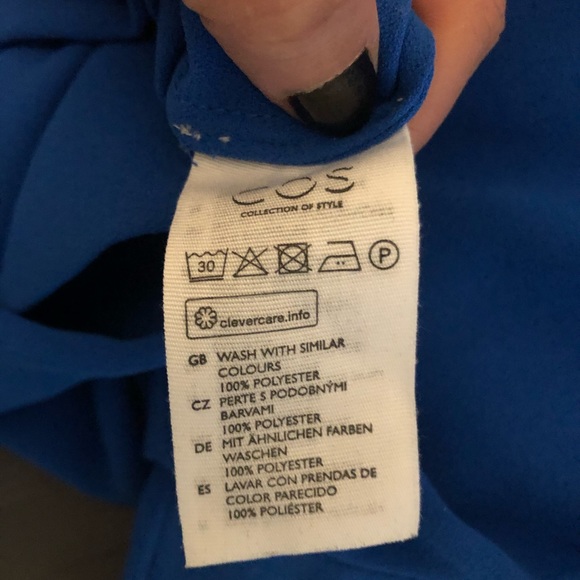 COS
COLLECTION OF STYLE
30 P
clevercare.info
GB WASH WITH SIMILAR
COLOURS
100% POLYESTER
CZ PERTE S PODOBNÝMI
BARVAMI
100% POLYESTER
DE MIT ÄHNLICHEN FARBEN
WASCHEN
100% POLYESTER
ES LAVAR CON PRENDAS DE
COLOR PARECIDO
100% POLIÉSTER